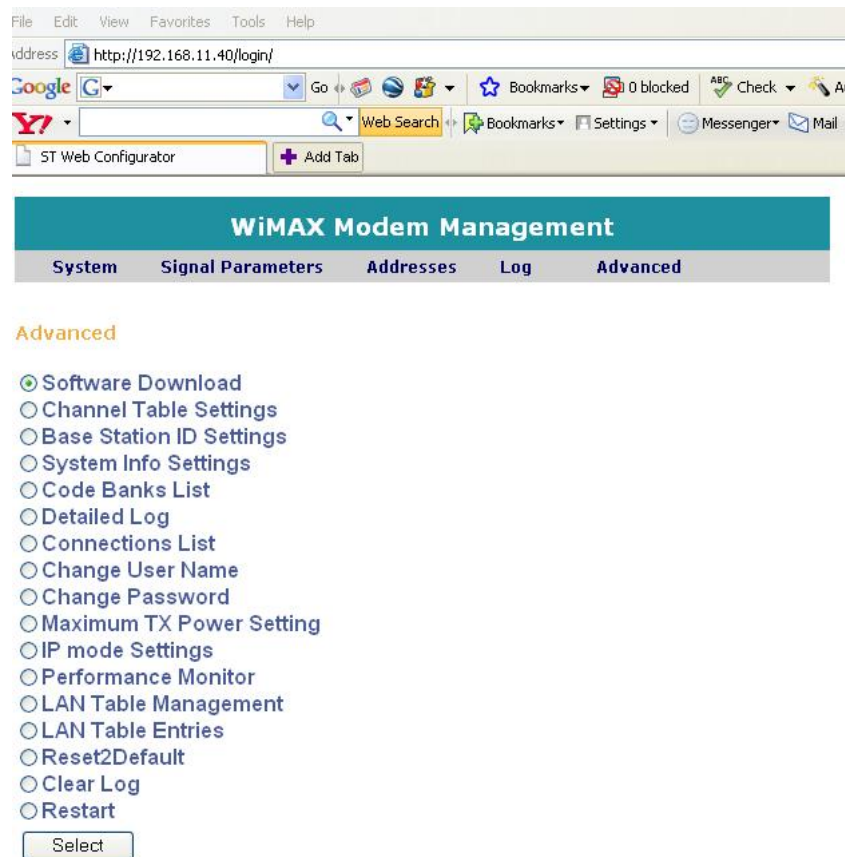 File Edit View Favorites Tools Help
Address http://192.168.11.40/login/
Google G Go Bookmarks 0 blocked ABC Check
Y! Web Search Bookmarks Settings Messenger Mail
ST Web Configurator Add Tab
WiMAX Modem Management
System Signal Parameters Addresses Log Advanced
Advanced
Software Download
Channel Table Settings
Base Station ID Settings
System Info Settings
Code Banks List
Detailed Log
Connections List
Change User Name
Change Password
Maximum TX Power Setting
IP mode Settings
Performance Monitor
LAN Table Management
LAN Table Entries
Reset2Default
Clear Log
Restart
Select